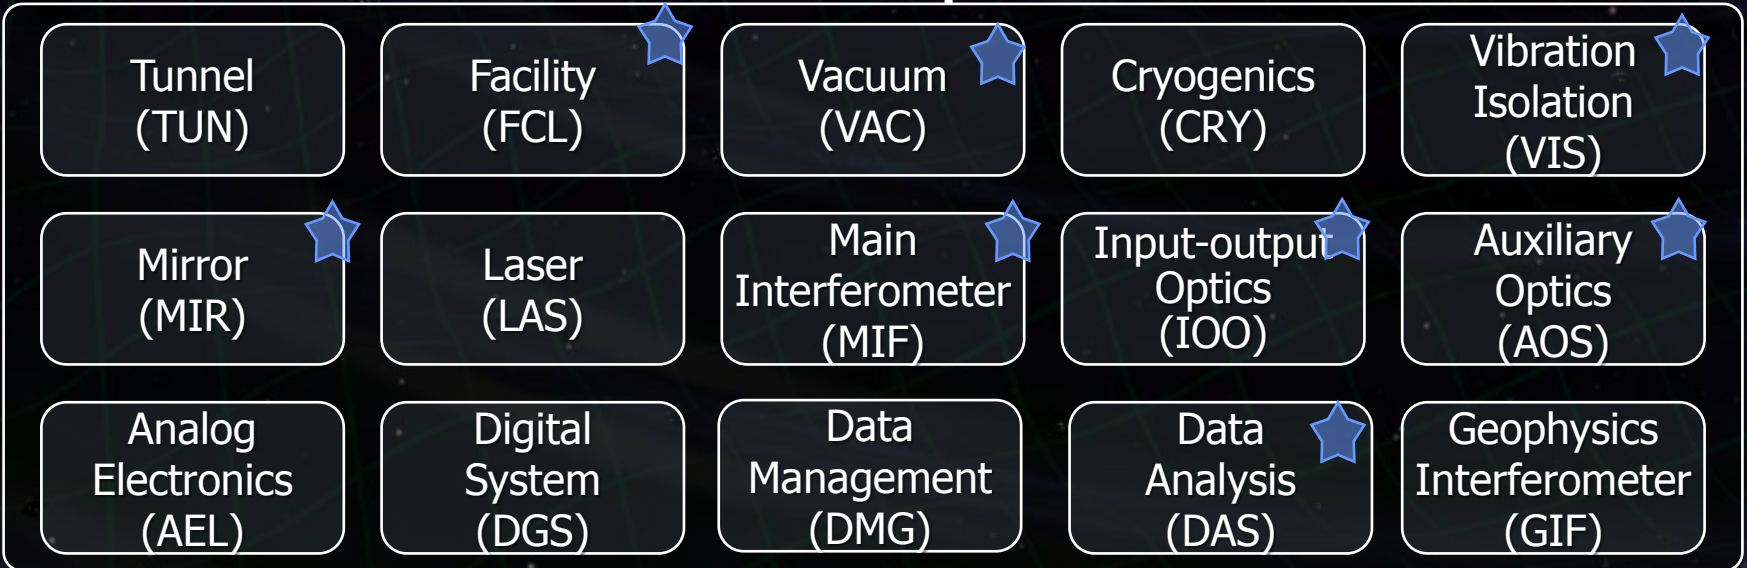 Tunnel
(TUN)
Facility
(FCL)
Vacuum
(VAC)
Cryogenics
(CRY)
Vibration
Isolation
(VIS)
Mirror
(MIR)
Laser
(LAS)
Main
Interferometer
(MIF)
Input-output
Optics
(IOO)
Auxiliary
Optics
(AOS)
Analog
Electronics
(AEL)
Digital
System
(DGS)
Data
Management
(DMG)
Data
Analysis
(DAS)
Geophysics
Interferometer
(GIF)